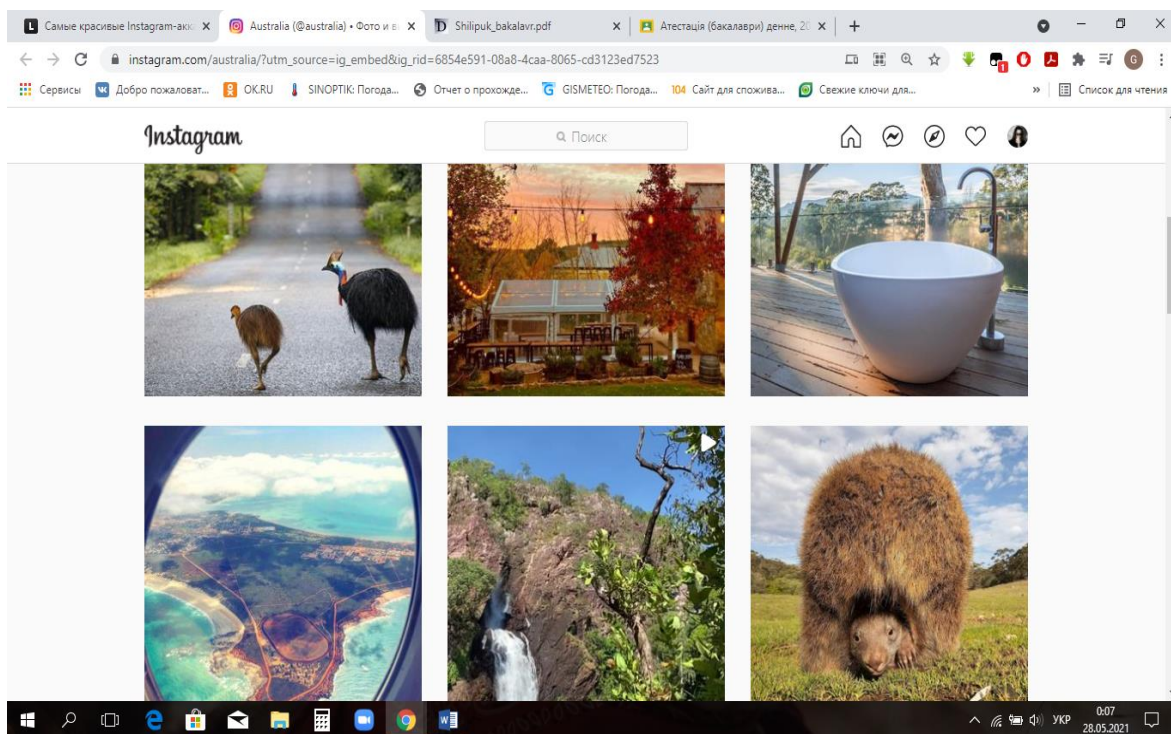 Самые красивые Instagram-акк
Australia (@australia) • Фото и в
Shilipuk_bakalavr.pdf
Атестація (бакалаври) денне, 20
instagram.com/australia/?utm_source=ig_embed&ig_rid=6854e591-08a8-4caa-8065-cd3123ed7523
Сервисы
Добро пожаловат...
OK.RU
SINOPTIK: Погода...
Отчет о прохожде...
GISMETEO: Погода...
104 Сайт для спожива...
Свежие ключи для...
»
Список для чтения
Instagram
Поиск
УКР
0:07
28.05.2021